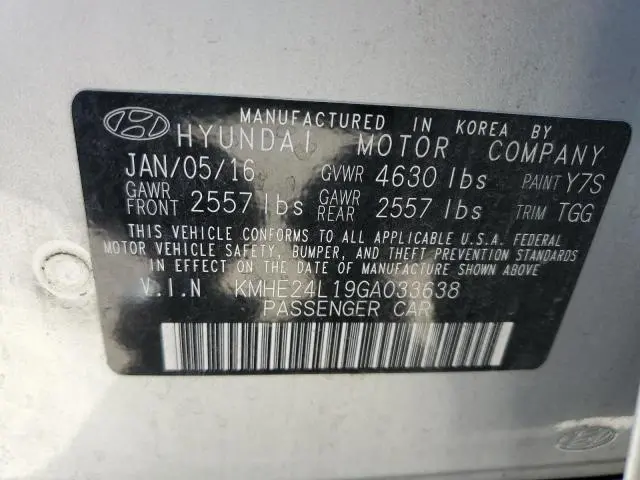 MANUFACTURED IN KOREA BY
HYUNDAI MOTOR COMPANY
JAN/05/16 GVWR 4630 lbs PAINT Y7S
GAWR FRONT 2557 lbs GAWR REAR 2557 lbs TRIM TGG
THIS VEHICLE CONFORMS TO ALL APPLICABLE U.S.A. FEDERAL
MOTOR VEHICLE SAFETY, BUMPER, AND THEFT PREVENTION STANDARDS
IN EFFECT ON THE DATE OF MANUFACTURE SHOWN ABOVE.
V.I.N KMHE24L19GA033638
PASSENGER CAR